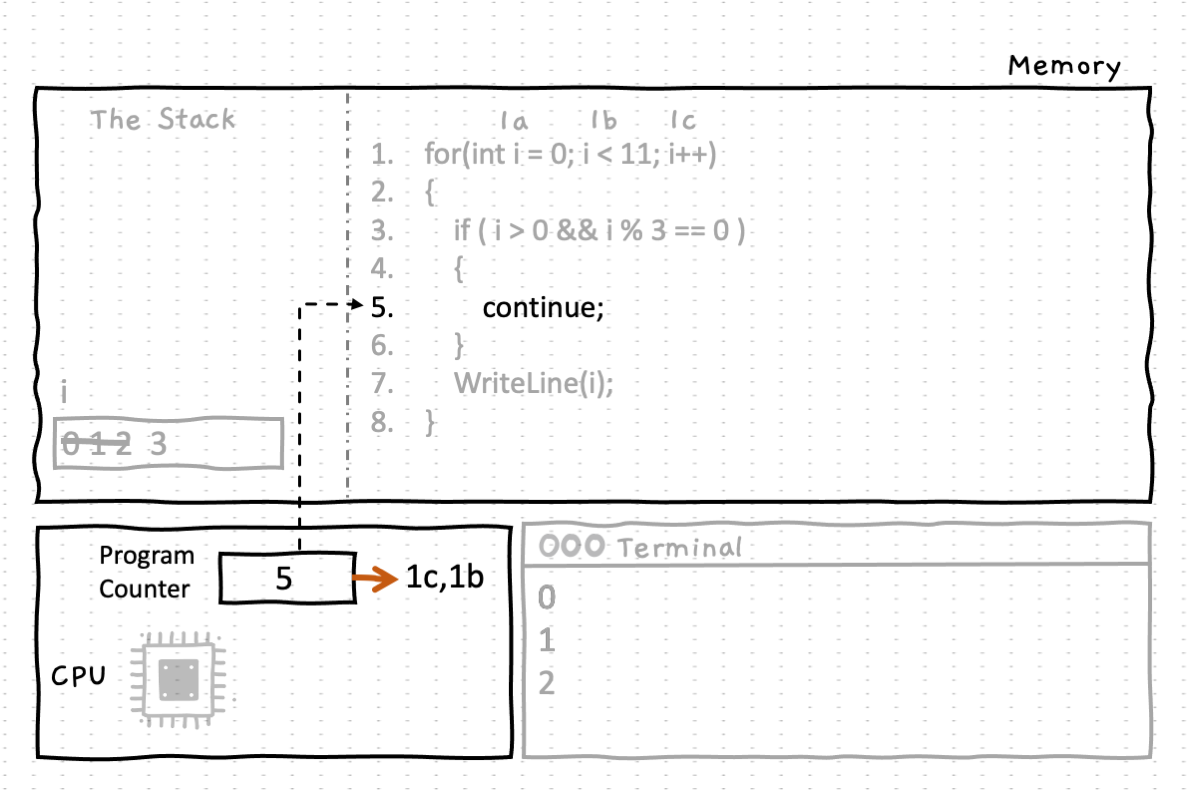 Memory
The Stack
1a 1b 1c
1. for(int i = 0; i < 11; i++)
2. {
3. if ( i > 0 && i % 3 == 0 )
4. {
5. continue;
6. }
7. WriteLine(i);
8. }
i
0 1 2 3
Program
Counter
5
1c,1b
CPU
Terminal
0
1
2